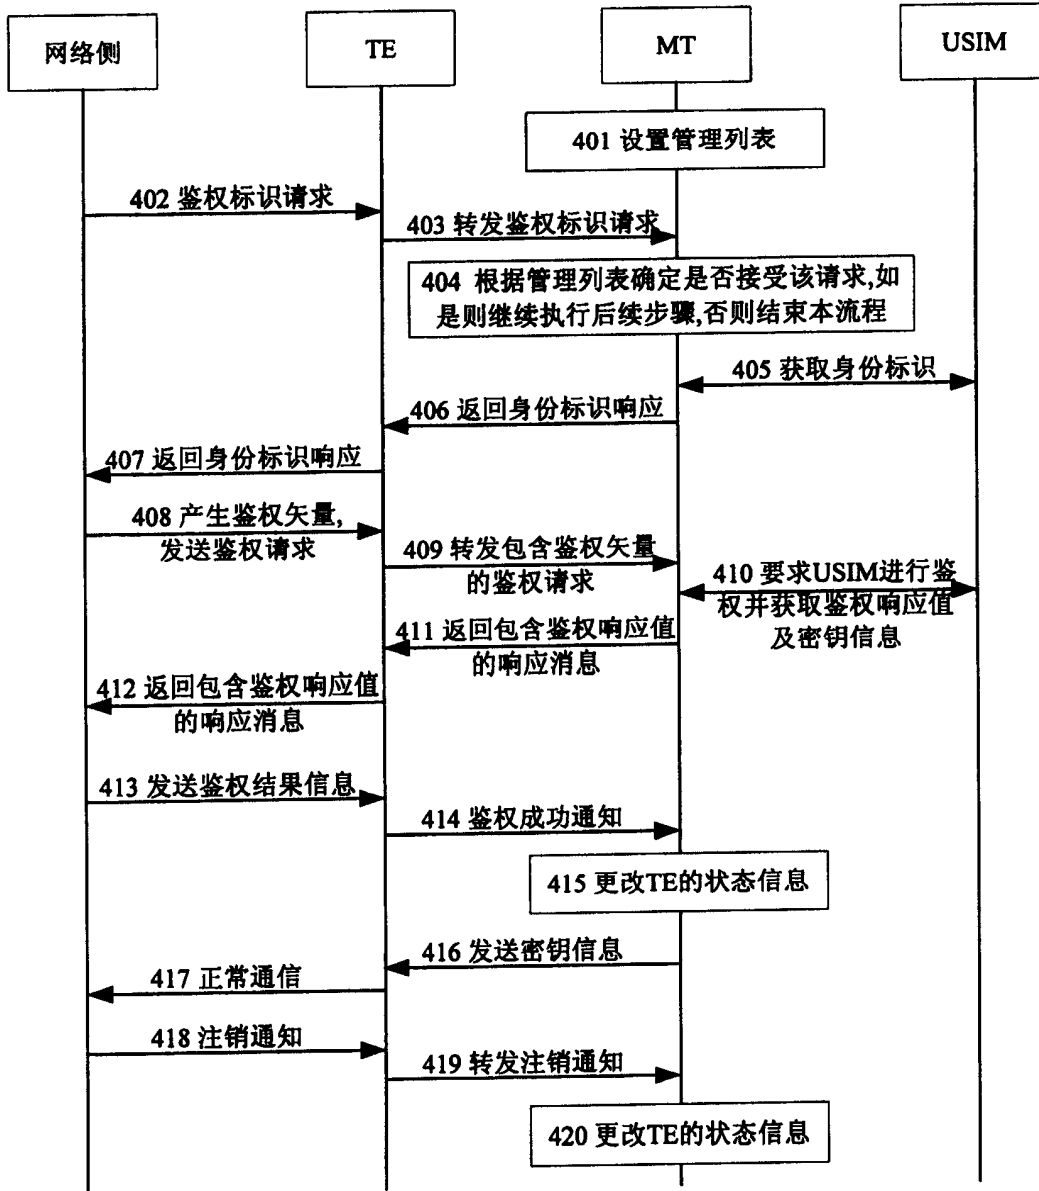 网络侧
TE
MT
USIM
401 设置管理列表
402 鉴权标识请求
403 转发鉴权标识请求
404 根据管理列表确定是否接受该请求,如
是则继续执行后续步骤,否则结束本流程
405 获取身份标识
406 返回身份标识响应
407 返回身份标识响应
408 产生鉴权矢量,
发送鉴权请求
409 转发包含鉴权矢量
的鉴权请求
410 要求USIM进行鉴
权并获取鉴权响应值
及密钥信息
411 返回包含鉴权响应值
的响应消息
412 返回包含鉴权响应值
的响应消息
413 发送鉴权结果信息
414 鉴权成功通知
415 更改TE的状态信息
416 发送密钥信息
417 正常通信
418 注销通知
419 转发注销通知
420 更改TE的状态信息